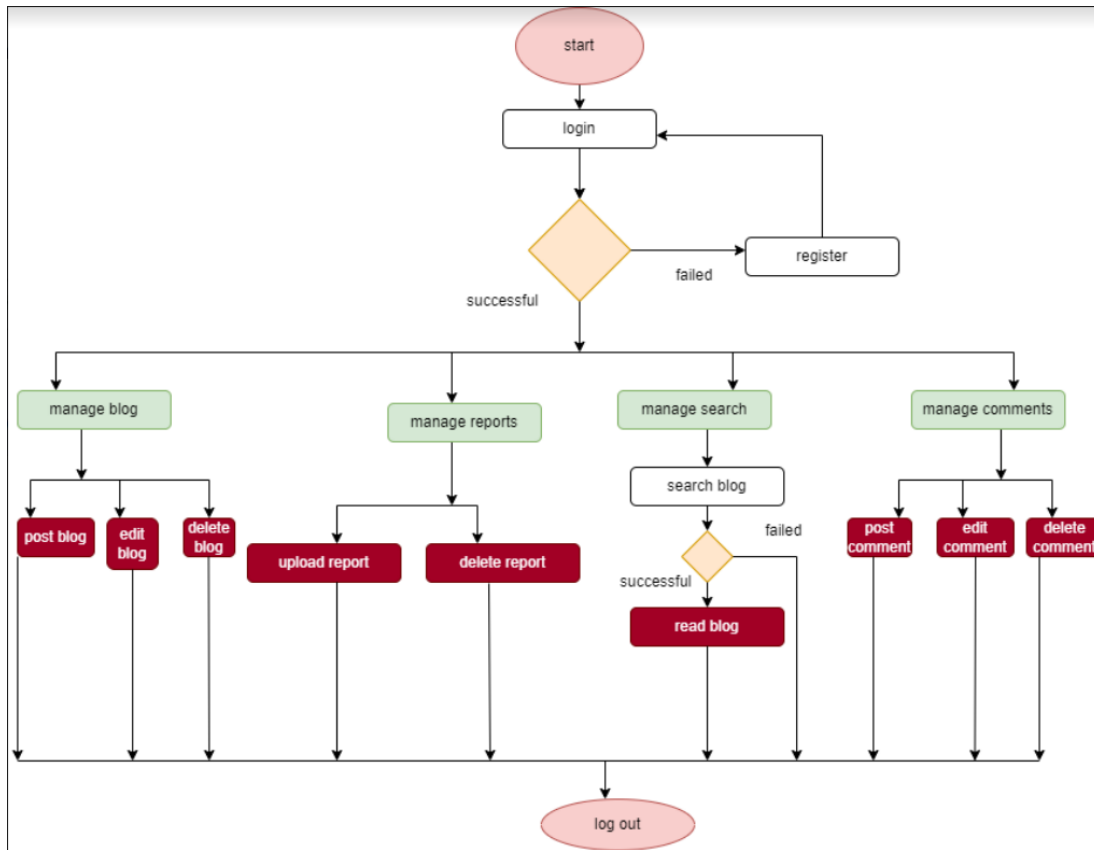 start
login
register
failed
successful
manage blog
manage reports
manage search
manage comments
search blog
post blog
edit
blog
delete
blog
upload report
delete report
failed
successful
read blog
post
comment
edit
comment
delete
comment
log out